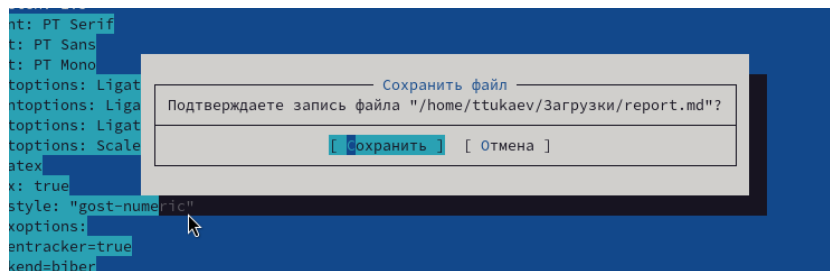 nt: PT Serif
t: PT Sans
t: PT Mono
toptions: Ligat
ntoptions: Liga
toptions: Ligat
toptions: Scale
atex
x: true
style: "gost-numeric"
xoptions:
entracker=true
kend=biber
Сохранить файл
Подтверждаете запись файла "/home/ttukaev/Загрузки/report.md"?
[ Сохранить ] [ Отмена ]